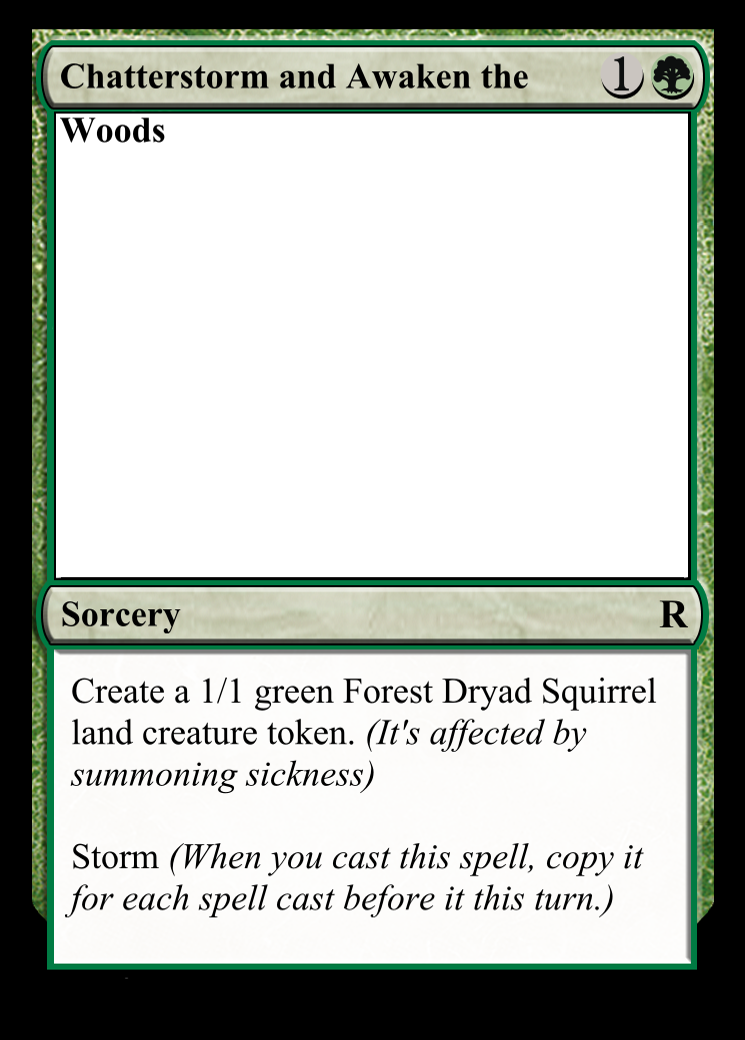 Chatterstorm and Awaken the 1
Woods
Sorcery R
Create a 1/1 green Forest Dryad Squirrel
land creature token. (It's affected by
summoning sickness)
Storm (When you cast this spell, copy it
for each spell cast before it this turn.)